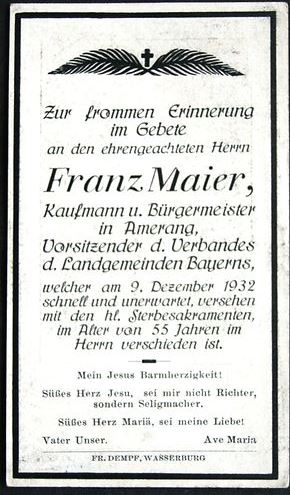 Zur frommen Erinnerung
im Gebete
an den ehrengeachteten Herrn
Franz Maier,
Kaufmann u. Bürgermeister
in Amerang,
Vorsitzender d. Verbandes
d. Landgemeinden Bayerns,
welcher am 9. Dezember 1932
schnell und unerwartet, versehen
mit den hl. Sterbesakramenten,
im Alter von 55 Jahren im
Herrn verschieden ist.
Mein Jesus Barmherzigkeit!
Süßes Herz Jesu, sei mir nicht Richter,
sondern Seligmacher.
Süßes Herz Mariä, sei meine Liebe!
Vater Unser. Ave Maria
FR. DEMPF, WASSERBURG